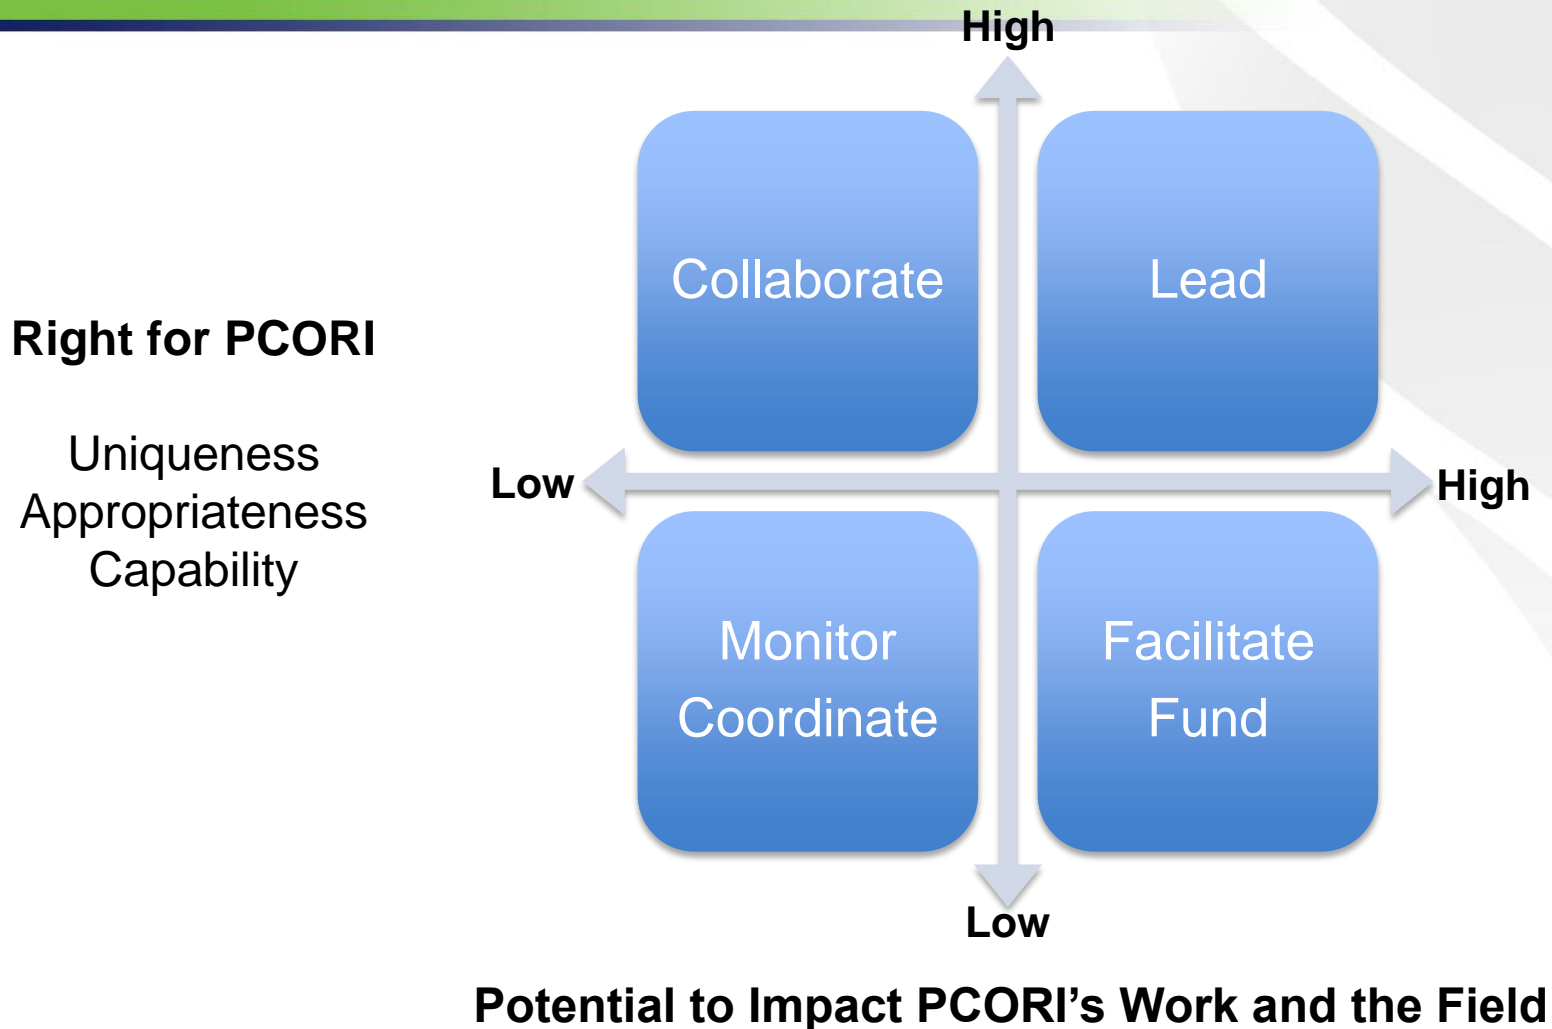 High
Collaborate
Lead
Right for PCORI
Uniqueness
Appropriateness
Capability
Low
High
Monitor
Coordinate
Facilitate
Fund
Low
Potential to Impact PCORI’s Work and the Field